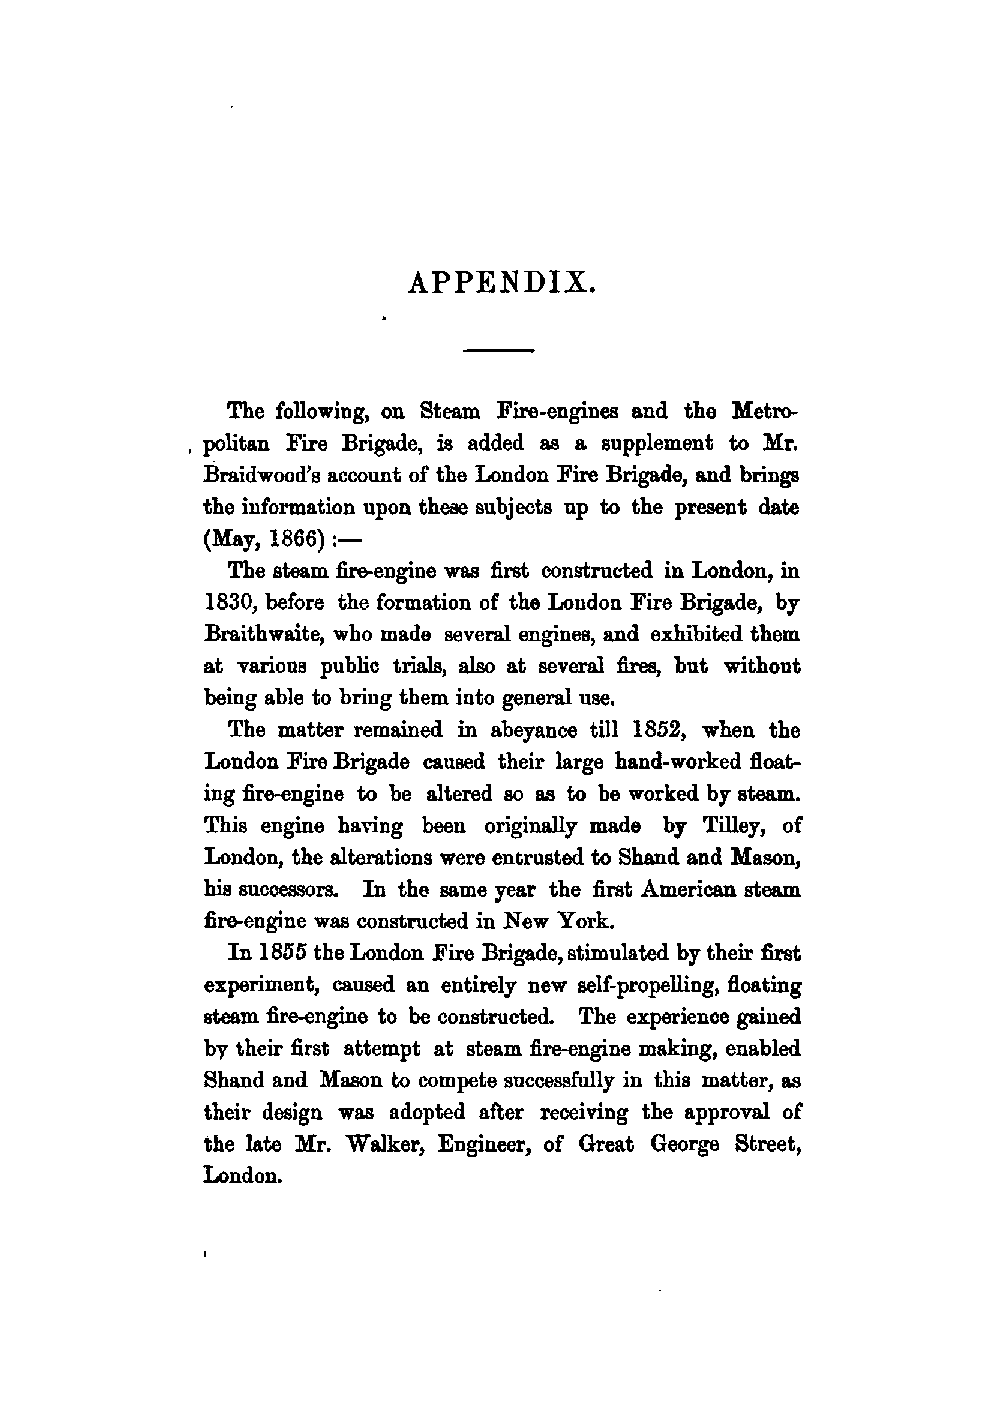 APPENDIX.
The following, on Steam Fire-engines and the Metro-
politan Fire Brigade, is added as a supplement to Mr.
Braidwood's account of the London Fire Brigade, and brings
the information upon these subjects up to the present date
(May, 1866) :—
The steam fire-engine was first constructed in London, in
1830, before the formation of the London Fire Brigade, by
Braithwaite, who made several engines, and exhibited them
at various public trials, also at several fires, but without
being able to bring them into general use.
The matter remained in abeyance till 1852, when the
London Fire Brigade caused their large hand-worked float-
ing fire-engine to be altered so as to be worked by steam.
This engine having been originally made by Tilley, of
London, the alterations were entrusted to Shand and Mason,
his successors. In the same year the first American steam
fire-engine was constructed in New York.
In 1855 the London Fire Brigade, stimulated by their first
experiment, caused an entirely new self-propelling, floating
steam fire-engine to be constructed. The experience gained
by their first attempt at steam fire-engine making, enabled
Shand and Mason to compete successfully in this matter, as
their design was adopted after receiving the approval of
the late Mr. Walker, Engineer, of Great George Street,
London.